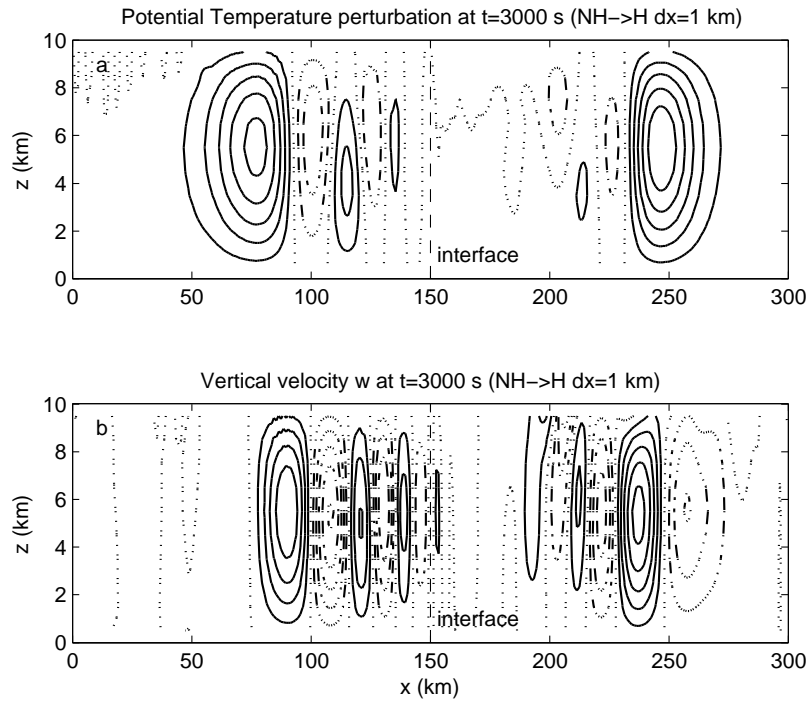 Potential Temperature perturbation at t=3000 s (NH->H dx=1 km)
10
8
6
4
2
0
z (km)
a
interface
0 50 100 150 200 250 300
Vertical velocity w at t=3000 s (NH->H dx=1 km)
10
8
6
4
2
0
z (km)
b
interface
0 50 100 150 200 250 300
x (km)